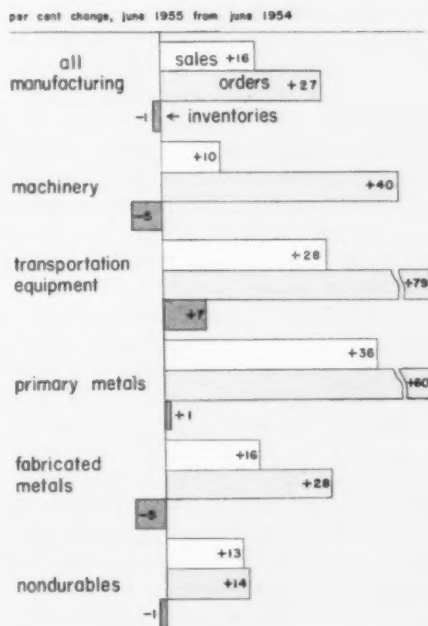 per cent change, june 1955 from june 1954
all manufacturing
sales +16
orders +27
-1 ← inventories
machinery
+10
+40
-5
transportation equipment
+28
+79
+7
primary metals
+36
+60
+1
fabricated metals
+16
+28
-5
nondurables
+13
+14
-1